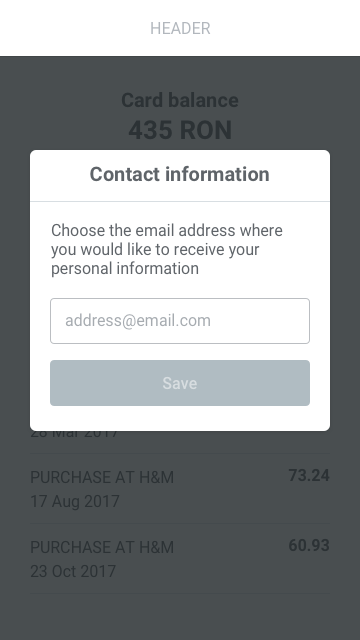 HEADER
Card balance
435 RON
Contact information
Choose the email address where
you would like to receive your
personal information
address@email.com
Save
28 Mar 2017
PURCHASE AT H&M 73.24
17 Aug 2017
PURCHASE AT H&M 60.93
23 Oct 2017